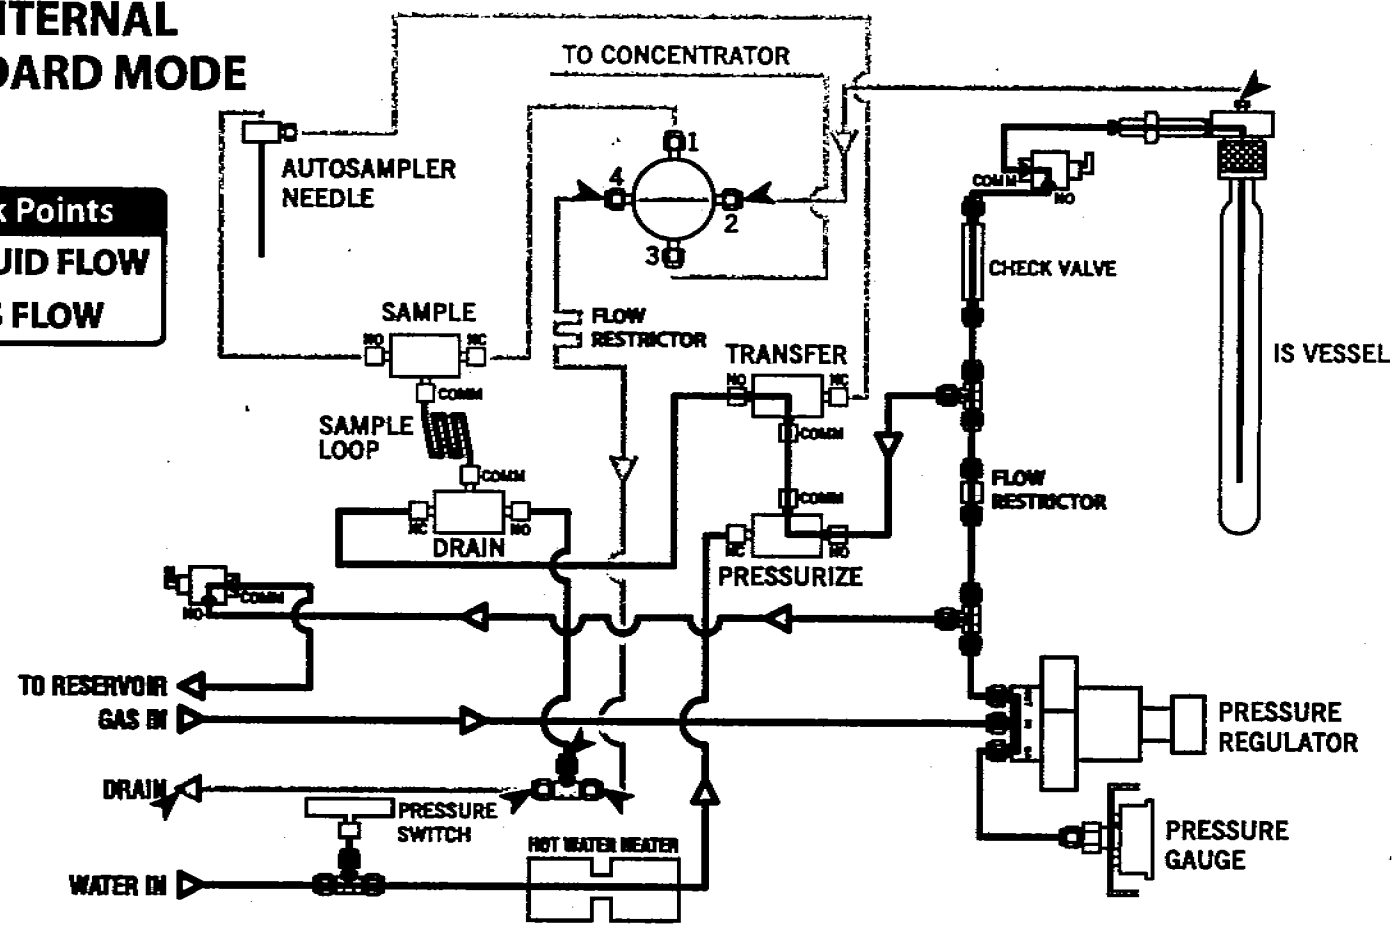 NTERNAL
DARD MODE
k Points
UID FLOW
S FLOW
TO CONCENTRATOR
AUTOSAMPLER
NEEDLE
1
4
2
3
COMM
NO
CHECK VALVE
SAMPLE
NO
NC
COMM
FLOW
RESTRICTOR
TRANSFER
NO
NC
COMM
IS VESSEL
SAMPLE
LOOP
COMM
NC
NO
DRAIN
COMM
NC
NO
PRESSURIZE
FLOW
RESTRICTOR
COMM
NO
TO RESERVOIR
GAS IN
DRAIN
PRESSURE
SWITCH
HOT WATER HEATER
WATER IN
PRESSURE
REGULATOR
PRESSURE
GAUGE